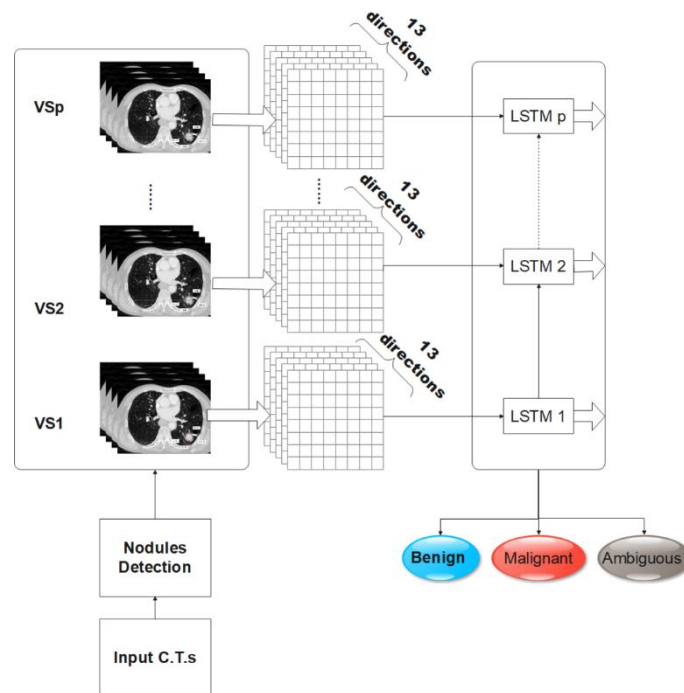 13
directions
VSp
LSTM p
13
directions
VS2
LSTM 2
13
directions
VS1
LSTM 1
Nodules
Detection
Benign
Malignant
Ambiguous
Input C.T.s